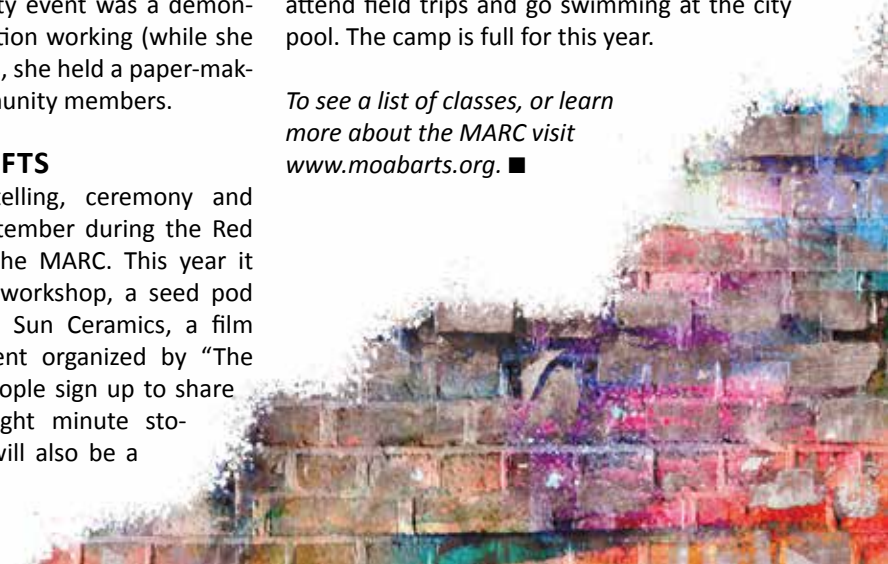 ty event was a demon-
tion working (while she
, she held a paper-mak-
unity members.
FTS
elling, ceremony and
tember during the Red
he MARC. This year it
workshop, a seed pod
Sun Ceramics, a film
ent organized by “The
ople sign up to share
ght minute sto-
will also be a
attend field trips and go swimming at the city
pool. The camp is full for this year.
To see a list of classes, or learn
more about the MARC visit
www.moabarts.org. ■